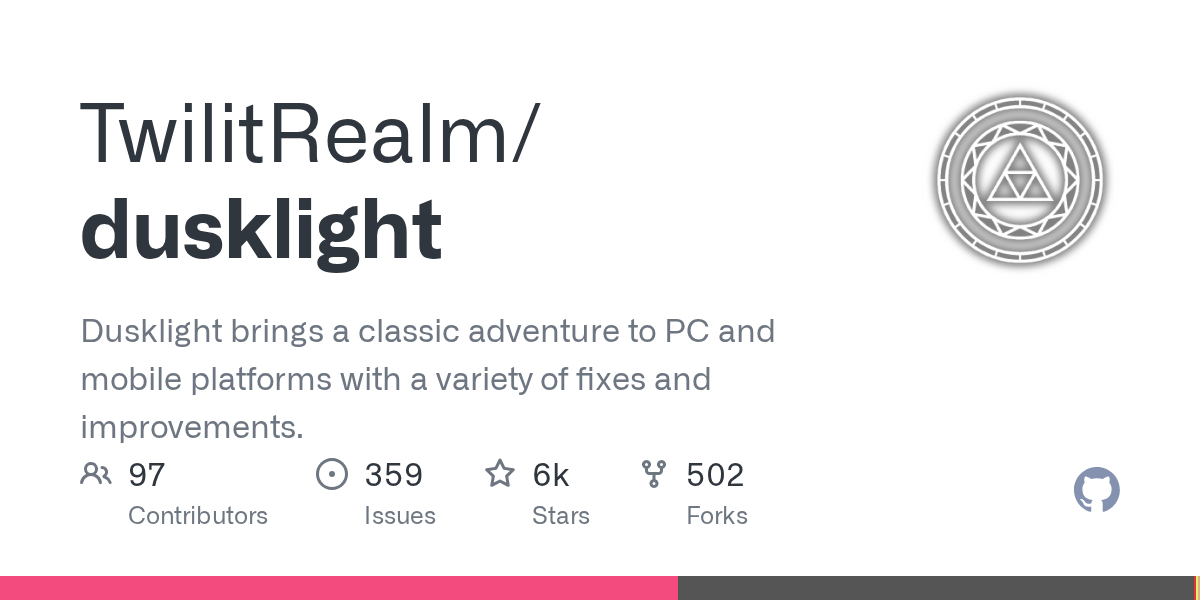 TwilitRealm/
dusklight
Dusklight brings a classic adventure to PC and
mobile platforms with a variety of fixes and
improvements.
97 359 6k 502
Contributors Issues Stars Forks